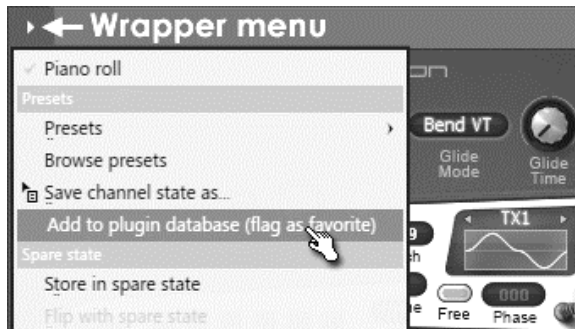 Wrapper menu
Piano roll
Presets
Presets
Browse presets
Save channel state as...
Add to plugin database (flag as favorite)
Spare state
Store in spare state
Flip with spare state
Bend VT
Glide
Mode
Glide
Time
TX1
Free
000
Phase